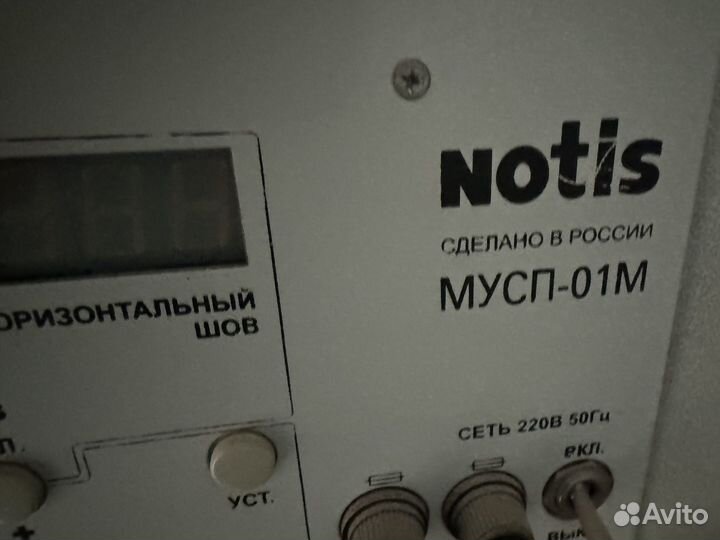 Notis
СДЕЛАНО В РОССИИ
МУСП-01М
ОРИЗОНТАЛЬНЫЙ
ШОВ
СЕТЬ 220В 50Гц
ВКЛ.
УСТ.
+
Avito